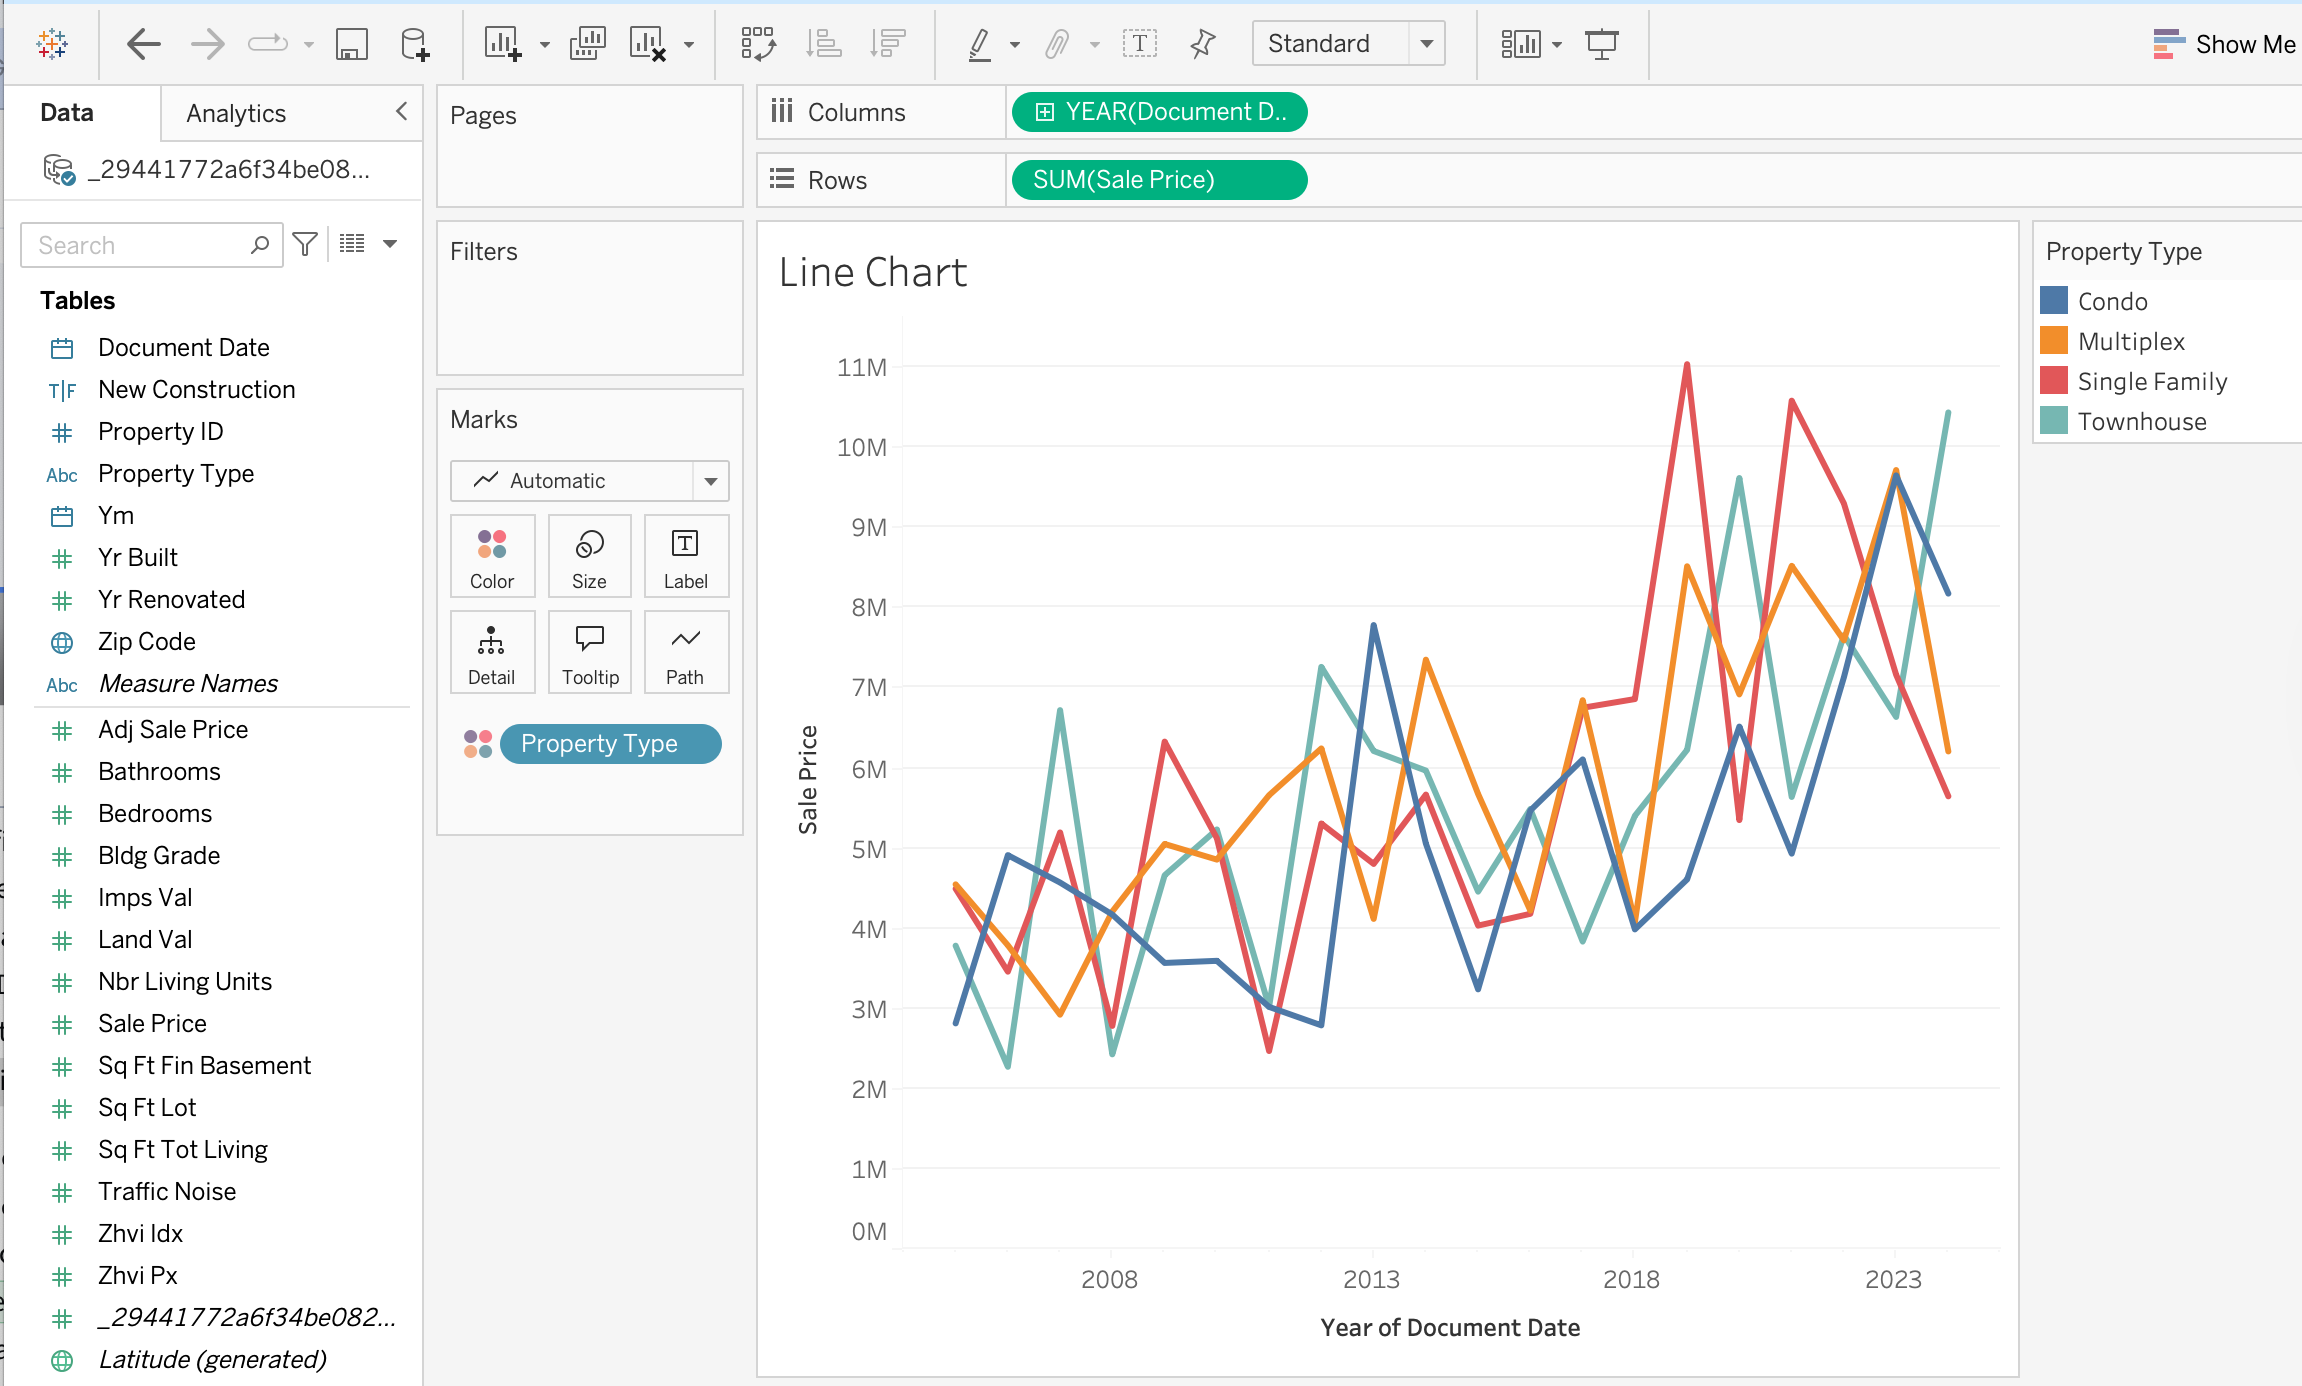 Standard
Show Me
Data
Analytics
_29441772a6f34be08...
Search
Tables
Document Date
T|F New Construction
Property ID
Abc Property Type
Ym
Yr Built
Yr Renovated
Zip Code
Abc Measure Names
Adj Sale Price
Bathrooms
Bedrooms
Bldg Grade
Imps Val
Land Val
Nbr Living Units
Sale Price
Sq Ft Fin Basement
Sq Ft Lot
Sq Ft Tot Living
Traffic Noise
Zhvi Idx
Zhvi Px
_29441772a6f34be082...
Latitude (generated)
Pages
Filters
Marks
Automatic
Color
Size
Label
Detail
Tooltip
Path
Property Type
Columns
YEAR(Document D..
Rows
SUM(Sale Price)
Line Chart
11M
10M
9M
8M
7M
6M
5M
4M
3M
2M
1M
0M
Sale Price
2008
2013
2018
2023
Year of Document Date
Property Type
Condo
Multiplex
Single Family
Townhouse